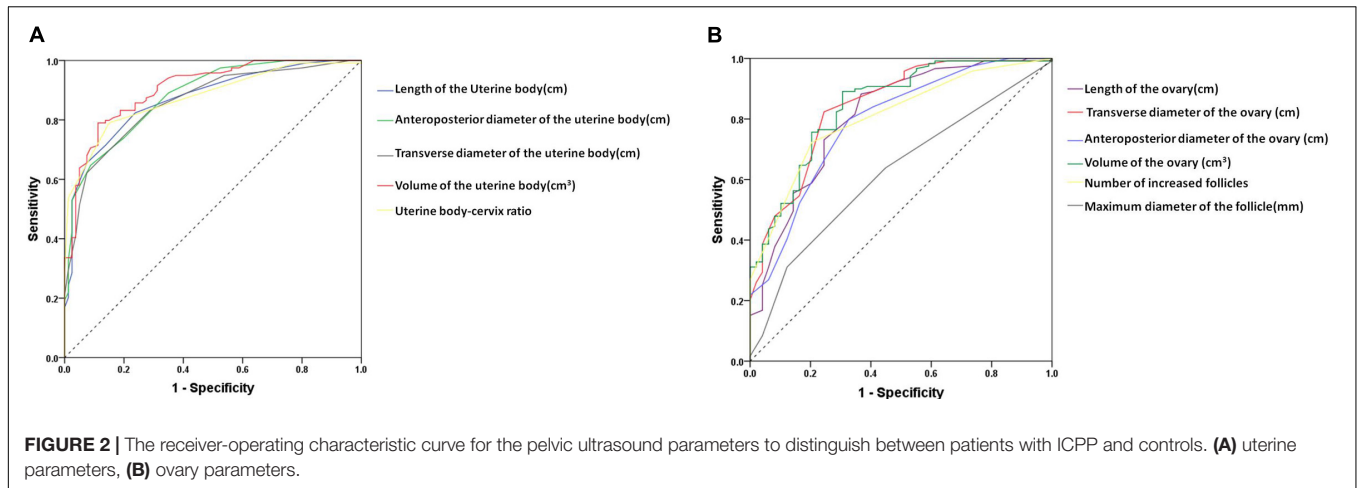 A
Sensitivity
1.0
0.8
0.6
0.4
0.2
0.0
0.0 0.2 0.4 0.6 0.8 1.0
1 - Specificity
Length of the Uterine body(cm)
Anteroposterior diameter of the uterine body(cm)
Transverse diameter of the uterine body(cm)
Volume of the uterine body(cm³)
Uterine body-cervix ratio
B
Sensitivity
1.0
0.8
0.6
0.4
0.2
0.0
0.0 0.2 0.4 0.6 0.8 1.0
1 - Specificity
Length of the ovary(cm)
Transverse diameter of the ovary (cm)
Anteroposterior diameter of the ovary (cm)
Volume of the ovary (cm³)
Number of increased follicles
Maximum diameter of the follicle(mm)
FIGURE 2 | The receiver-operating characteristic curve for the pelvic ultrasound parameters to distinguish between patients with ICPP and controls. (A) uterine
parameters, (B) ovary parameters.